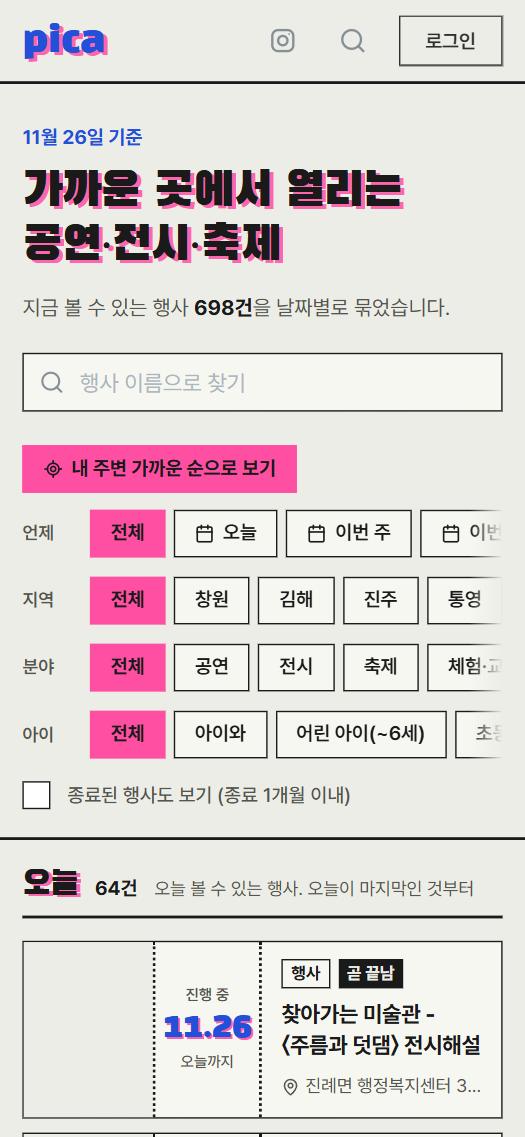 pica
로그인
11월 26일 기준
가까운 곳에서 열리는
공연·전시·축제
지금 볼 수 있는 행사 698건을 날짜별로 묶었습니다.
행사 이름으로 찾기
내 주변 가까운 순으로 보기
언제 전체 오늘 이번 주 이번
지역 전체 창원 김해 진주 통영
분야 전체 공연 전시 축제 체험·교
아이 전체 아이와 어린 아이(~6세) 초등
종료된 행사도 보기 (종료 1개월 이내)
오늘 64건 오늘 볼 수 있는 행사. 오늘이 마지막인 것부터
진행 중
11.26
오늘까지
행사 곧 끝남
찾아가는 미술관 -
〈주름과 덧댐〉 전시해설
진례면 행정복지센터 3...